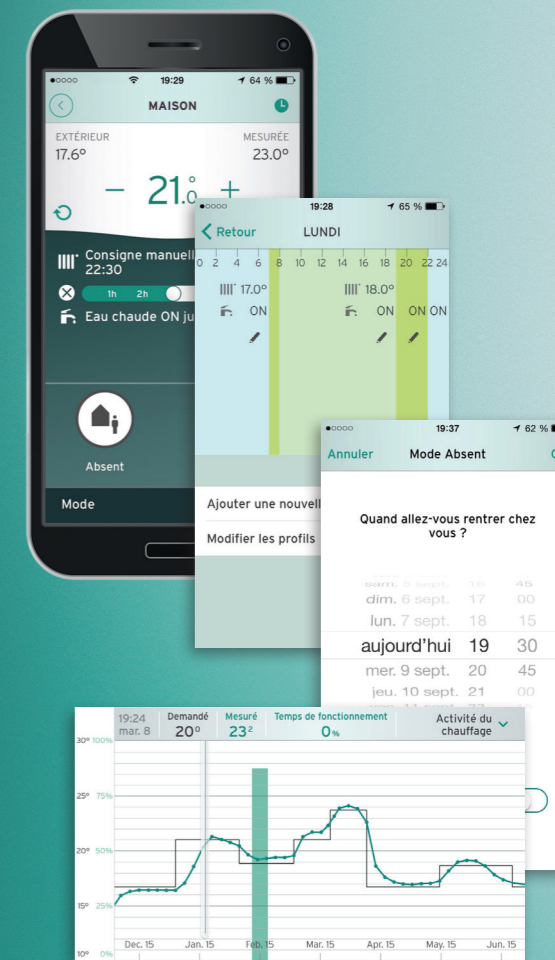 19:29
64 %
MAISON
EXTÉRIEUR
MESURÉE
17.6°
23.0°
− 21.0° +
Consigne manuell
22:30
1h 2h
Eau chaude ON ju
Absent
Mode
19:28
65 %
Retour
LUNDI
0 2 4 6 8 10 12 14 16 18 20 22 24
17.0°
18.0°
ON
ON
ON
ON
Ajouter une nouvell
Modifier les profils
19:37
62 %
Annuler
Mode Absent
Quand allez-vous rentrer chez
vous ?
sam. 5 sept. 16 45
dim. 6 sept. 17 00
lun. 7 sept. 18 15
aujourd'hui 19 30
mer. 9 sept. 20 45
jeu. 10 sept. 21 00
19:24
mar. 8
Demandé
20°
Mesuré
23²
Temps de fonctionnement
0%
Activité du
chauffage
30° 100%
25° 75%
20° 50%
15° 25%
10° 0%
Dec. 15 Jan. 15 Feb. 15 Mar. 15 Apr. 15 May. 15 Jun. 15